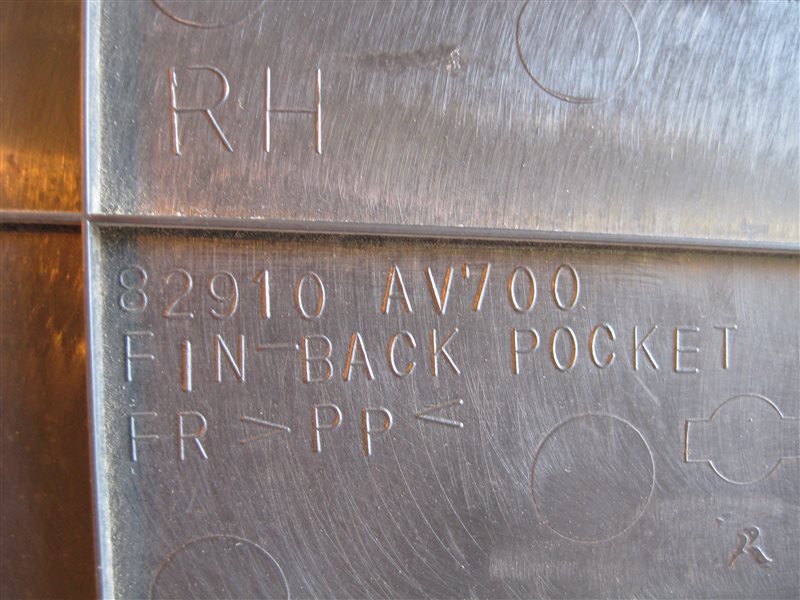 RH
82910 AV700
FIN-BACK POCKET
FR >PP<
R